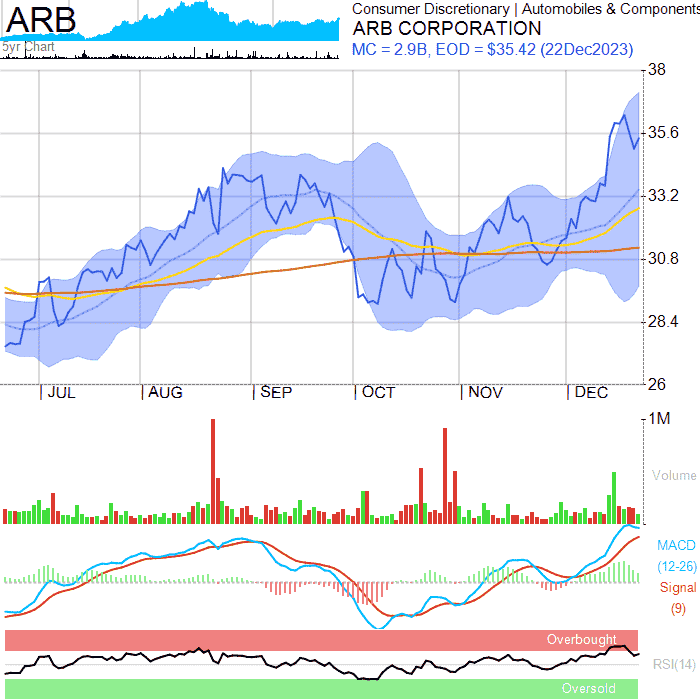 ARB
5yr Chart
Consumer Discretionary | Automobiles & Components
ARB CORPORATION
MC = 2.9B, EOD = $35.42 (22Dec2023)
38
35.6
33.2
30.8
28.4
26
| JUL | AUG | SEP | OCT | NOV | DEC
1M
Volume
MACD
(12-26)
Signal
(9)
Overbought
RSI(14)
Oversold